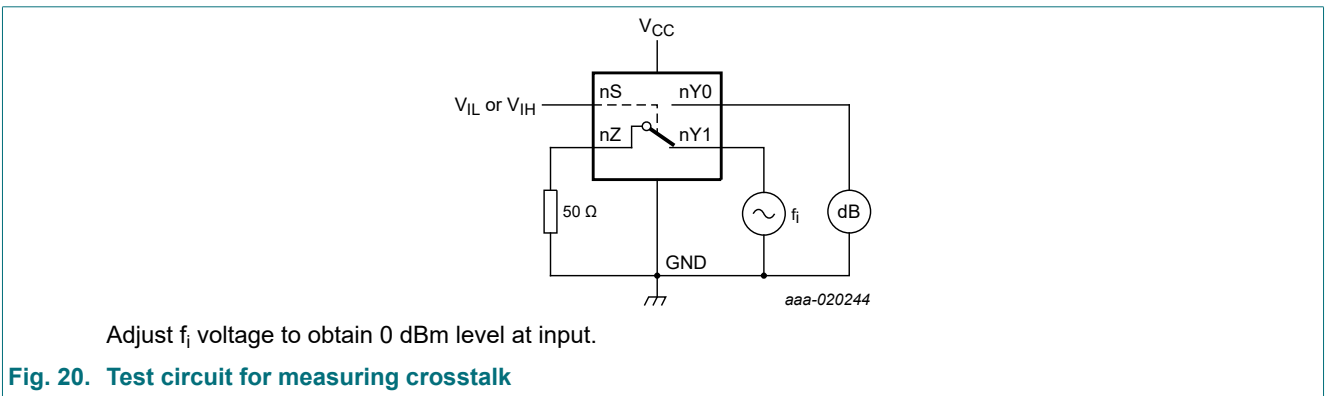 VCC
nS nY0
VIL or VIH
nZ nY1
50 Ω
fi
dB
GND
aaa-020244
Adjust fi voltage to obtain 0 dBm level at input.
Fig. 20. Test circuit for measuring crosstalk